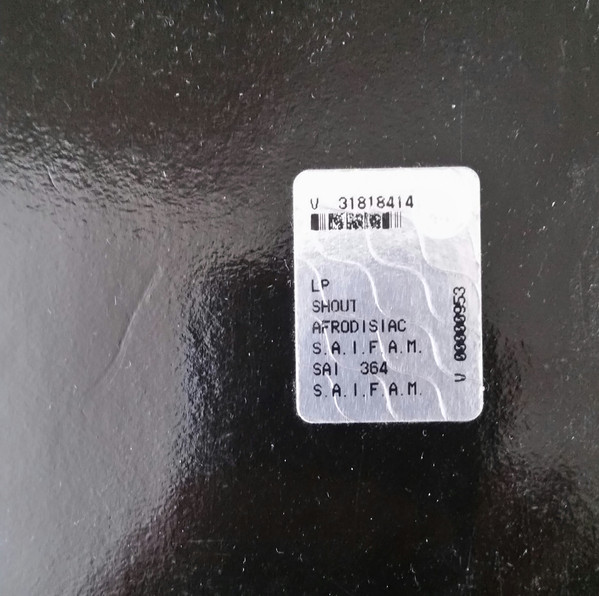 V 31818414
LP
SHOUT
AFRODISIAC
S.A.I.F.A.M.
SAI 364
S.A.I.F.A.M.
V 00000953